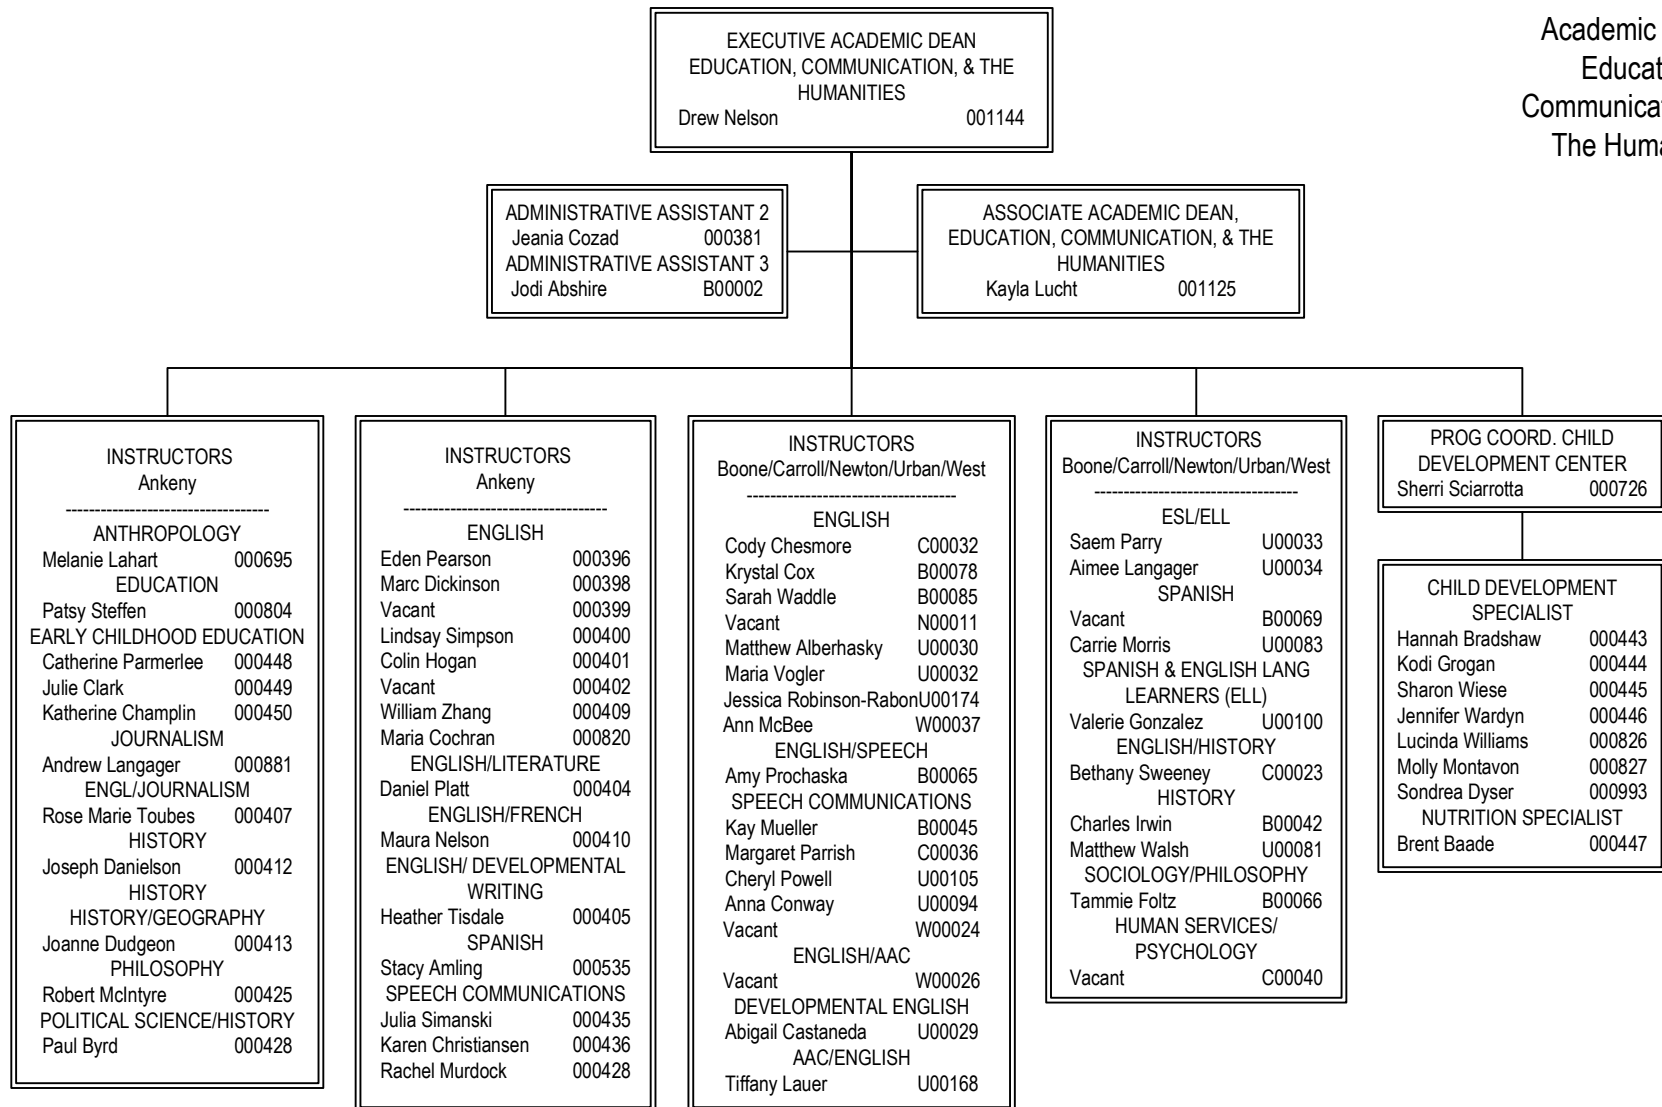 EXECUTIVE ACADEMIC DEAN
EDUCATION, COMMUNICATION, & THE
HUMANITIES
Drew Nelson 001144
Academic
Educat
Communicat
The Huma
ADMINISTRATIVE ASSISTANT 2
Jeania Cozad 000381
ADMINISTRATIVE ASSISTANT 3
Jodi Abshire B00002
ASSOCIATE ACADEMIC DEAN,
EDUCATION, COMMUNICATION, & THE
HUMANITIES
Kayla Lucht 001125
INSTRUCTORS
Ankeny
----------------------------------
ANTHROPOLOGY
Melanie Lahart 000695
EDUCATION
Patsy Steffen 000804
EARLY CHILDHOOD EDUCATION
Catherine Parmerlee 000448
Julie Clark 000449
Katherine Champlin 000450
JOURNALISM
Andrew Langager 000881
ENGL/JOURNALISM
Rose Marie Toubes 000407
HISTORY
Joseph Danielson 000412
HISTORY
HISTORY/GEOGRAPHY
Joanne Dudgeon 000413
PHILOSOPHY
Robert McIntyre 000425
POLITICAL SCIENCE/HISTORY
Paul Byrd 000428
INSTRUCTORS
Ankeny
----------------------------------
ENGLISH
Eden Pearson 000396
Marc Dickinson 000398
Vacant 000399
Lindsay Simpson 000400
Colin Hogan 000401
Vacant 000402
William Zhang 000409
Maria Cochran 000820
ENGLISH/LITERATURE
Daniel Platt 000404
ENGLISH/FRENCH
Maura Nelson 000410
ENGLISH/ DEVELOPMENTAL
WRITING
Heather Tisdale 000405
SPANISH
Stacy Amling 000535
SPEECH COMMUNICATIONS
Julia Simanski 000435
Karen Christiansen 000436
Rachel Murdock 000428
INSTRUCTORS
Boone/Carroll/Newton/Urban/West
-----------------------------------
ENGLISH
Cody Chesmore C00032
Krystal Cox B00078
Sarah Waddle B00085
Vacant N00011
Matthew Alberhasky U00030
Maria Vogler U00032
Jessica Robinson-RabonU00174
Ann McBee W00037
ENGLISH/SPEECH
Amy Prochaska B00065
SPEECH COMMUNICATIONS
Kay Mueller B00045
Margaret Parrish C00036
Cheryl Powell U00105
Anna Conway U00094
Vacant W00024
ENGLISH/AAC
Vacant W00026
DEVELOPMENTAL ENGLISH
Abigail Castaneda U00029
AAC/ENGLISH
Tiffany Lauer U00168
INSTRUCTORS
Boone/Carroll/Newton/Urban/West
----------------------------------
ESL/ELL
Saem Parry U00033
Aimee Langager U00034
SPANISH
Vacant B00069
Carrie Morris U00083
SPANISH & ENGLISH LANG
LEARNERS (ELL)
Valerie Gonzalez U00100
ENGLISH/HISTORY
Bethany Sweeney C00023
HISTORY
Charles Irwin B00042
Matthew Walsh U00081
SOCIOLOGY/PHILOSOPHY
Tammie Foltz B00066
HUMAN SERVICES/
PSYCHOLOGY
Vacant C00040
PROG COORD. CHILD
DEVELOPMENT CENTER
Sherri Sciarrotta 000726
CHILD DEVELOPMENT
SPECIALIST
Hannah Bradshaw 000443
Kodi Grogan 000444
Sharon Wiese 000445
Jennifer Wardyn 000446
Lucinda Williams 000826
Molly Montavon 000827
Sondrea Dyser 000993
NUTRITION SPECIALIST
Brent Baade 000447